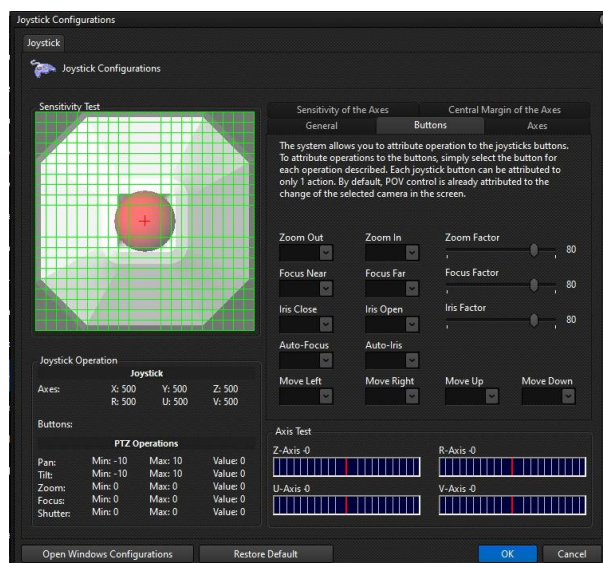 Joystick Configurations
Joystick
Joystick Configurations
Sensitivity Test
Sensitivity of the Axes
Central Margin of the Axes
General
Buttons
Axes
The system allows you to attribute operation to the joysticks buttons.
To attribute operations to the buttons, simply select the button for
each operation described. Each joystick button can be attributed to
only 1 action. By default, POV control is already attributed to the
change of the selected camera in the screen.
Zoom Out Zoom In Zoom Factor
80
Focus Near Focus Far Focus Factor
80
Iris Close Iris Open Iris Factor
80
Auto-Focus Auto-Iris
Move Left Move Right Move Up Move Down
Joystick Operation
Joystick
Axes: X: 500 Y: 500 Z: 500
R: 500 U: 500 V: 500
Buttons:
PTZ Operations
Pan: Min: -10 Max: 10 Value: 0
Tilt: Min: -10 Max: 10 Value: 0
Zoom: Min: 0 Max: 0 Value: 0
Focus: Min: 0 Max: 0 Value: 0
Shutter: Min: 0 Max: 0 Value: 0
Axis Test
Z-Axis -0 R-Axis -0
U-Axis -0 V-Axis -0
Open Windows Configurations Restore Default OK Cancel